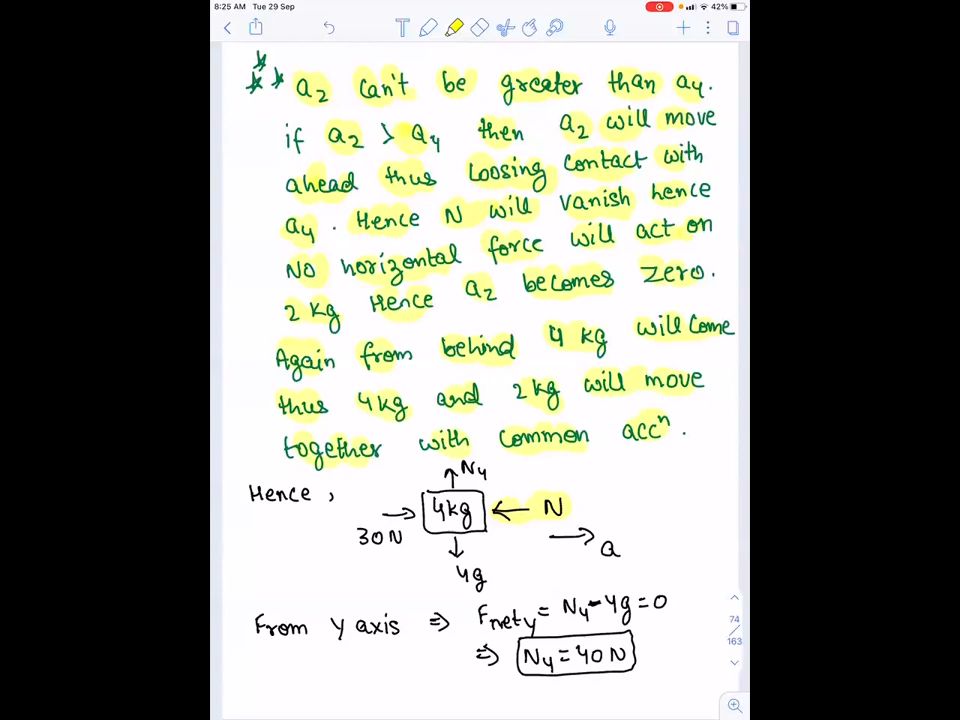 8:25 AM Tue 29 Sep
42%
a2 can't be greater than a4.
if a2 > a4 then a2 will move
ahead thus loosing contact with
a4. Hence N will vanish hence
No horizontal force will act on
2 kg Hence a2 becomes zero.
Again from behind 4 kg will come
thus 4kg and 2kg will move
together with common accⁿ.
N4
Hence,
30N → 4kg ← N
→ a
4g
From y axis ⇒ Fnety = N4 - 4g = 0
⇒ N4 = 40 N
74
163